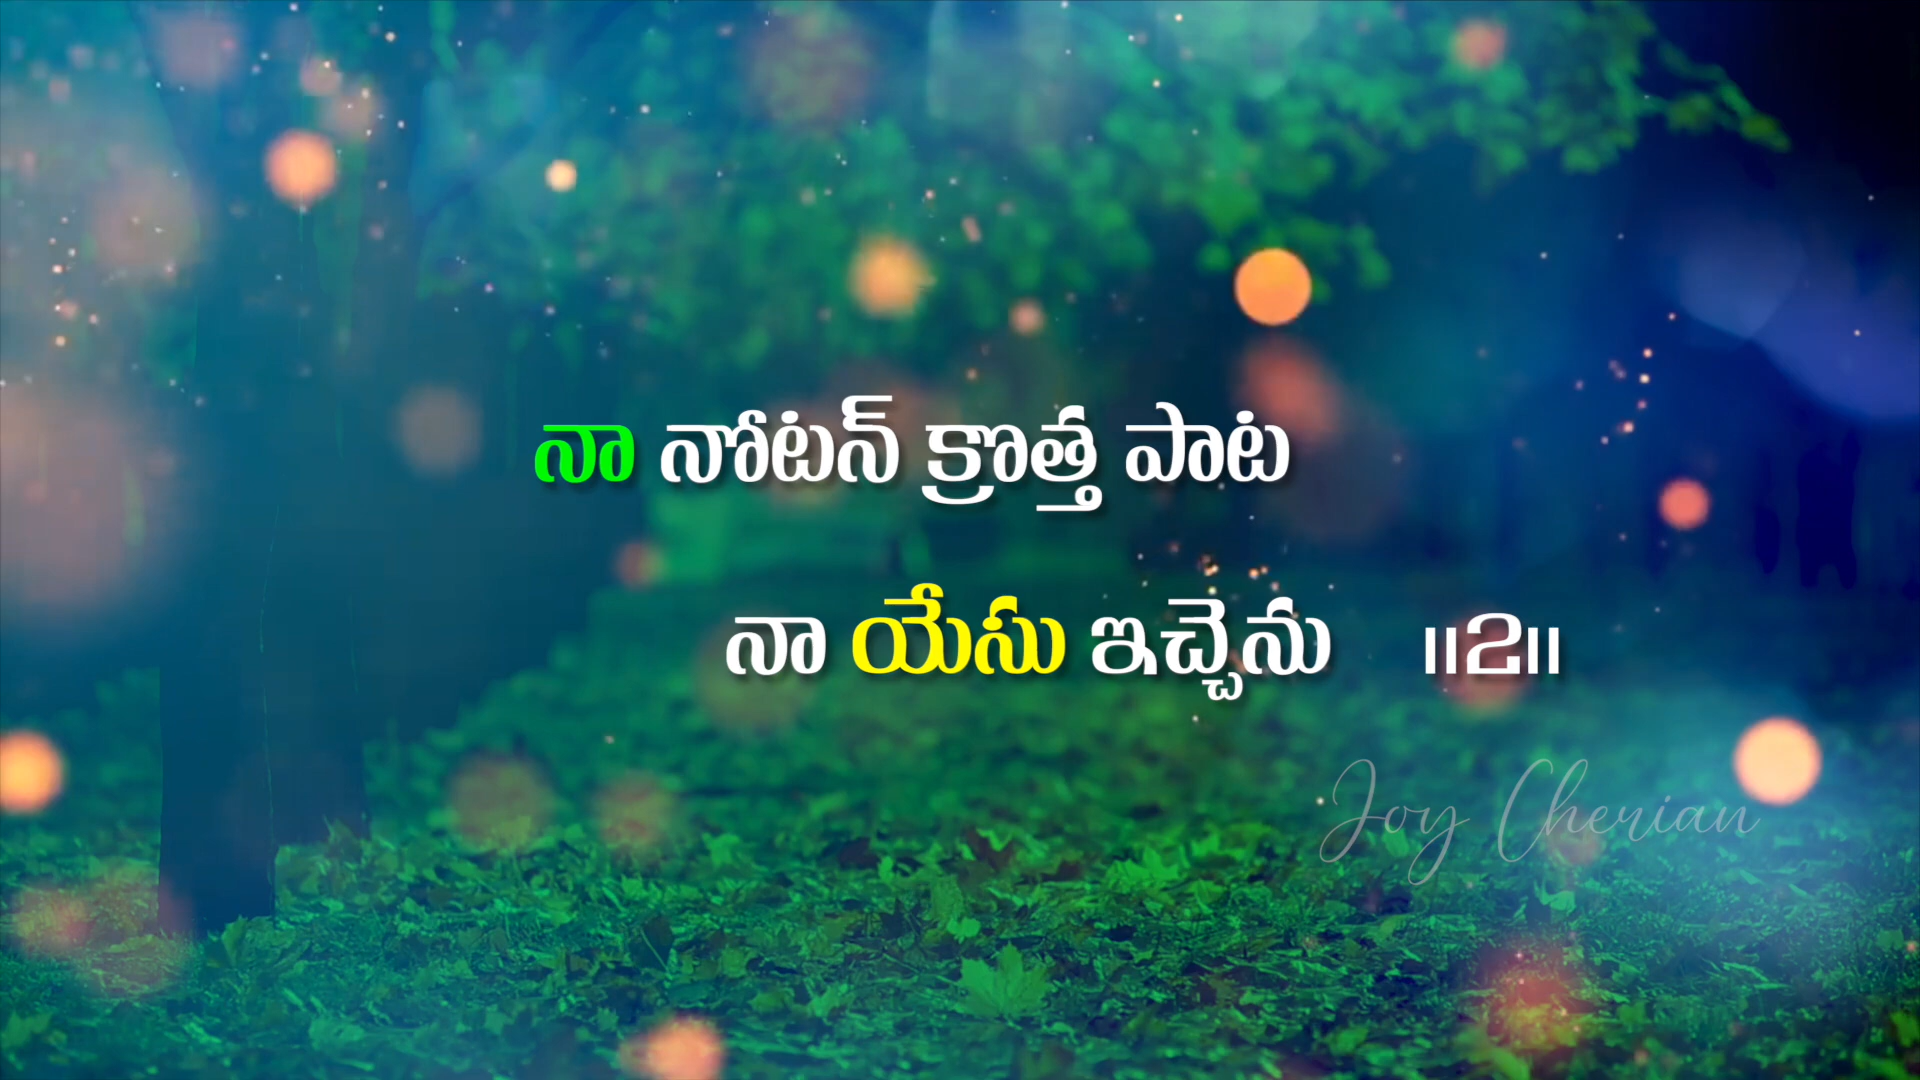 నా నోటన్ క్రొత్త పాట
నా యేసు ఇచ్చెను ॥2॥
Joy Cherian